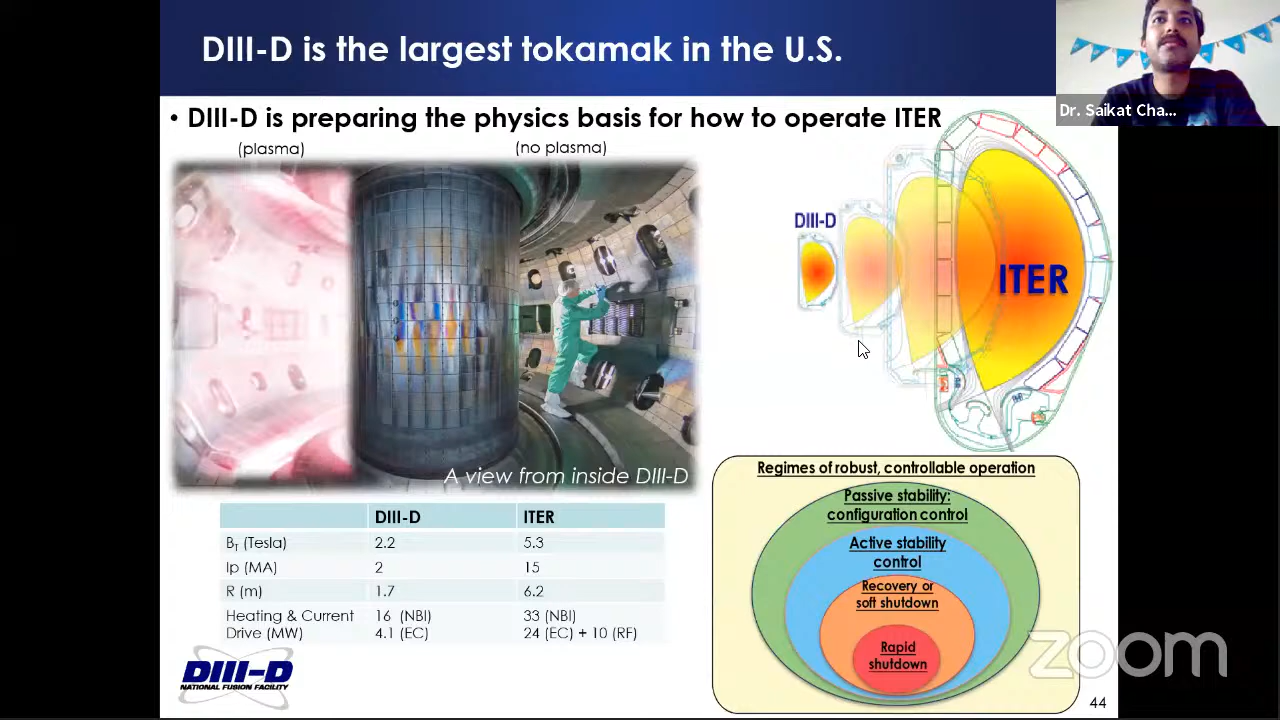 DIII-D is the largest tokamak in the U.S.
Dr. Saikat Cha...
• DIII-D is preparing the physics basis for how to operate ITER
(plasma)
(no plasma)
DIII-D
ITER
A view from inside DIII-D
DIII-D ITER
BT (Tesla) 2.2 5.3
Ip (MA) 2 15
R (m) 1.7 6.2
Heating & Current 16 (NBI) 33 (NBI)
Drive (MW) 4.1 (EC) 24 (EC) + 10 (RF)
Regimes of robust, controllable operation
Passive stability:
configuration control
Active stability
control
Recovery or
soft shutdown
Rapid
shutdown
DIII-D
NATIONAL FUSION FACILITY
zoom
44